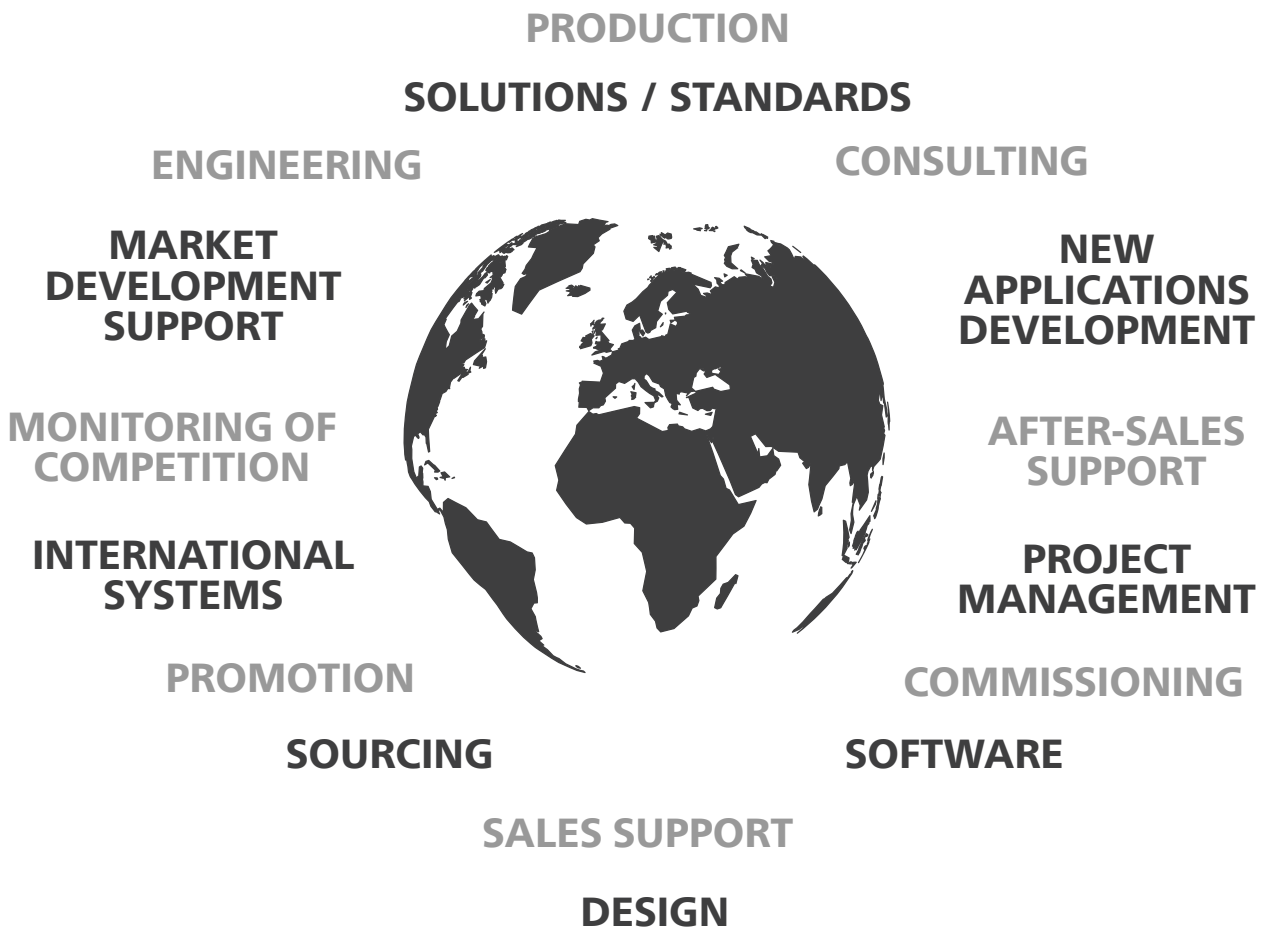 PRODUCTION
SOLUTIONS / STANDARDS
ENGINEERING
CONSULTING
MARKET
DEVELOPMENT
SUPPORT
NEW
APPLICATIONS
DEVELOPMENT
MONITORING OF
COMPETITION
AFTER-SALES
SUPPORT
INTERNATIONAL
SYSTEMS
PROJECT
MANAGEMENT
PROMOTION
COMMISSIONING
SOURCING
SOFTWARE
SALES SUPPORT
DESIGN